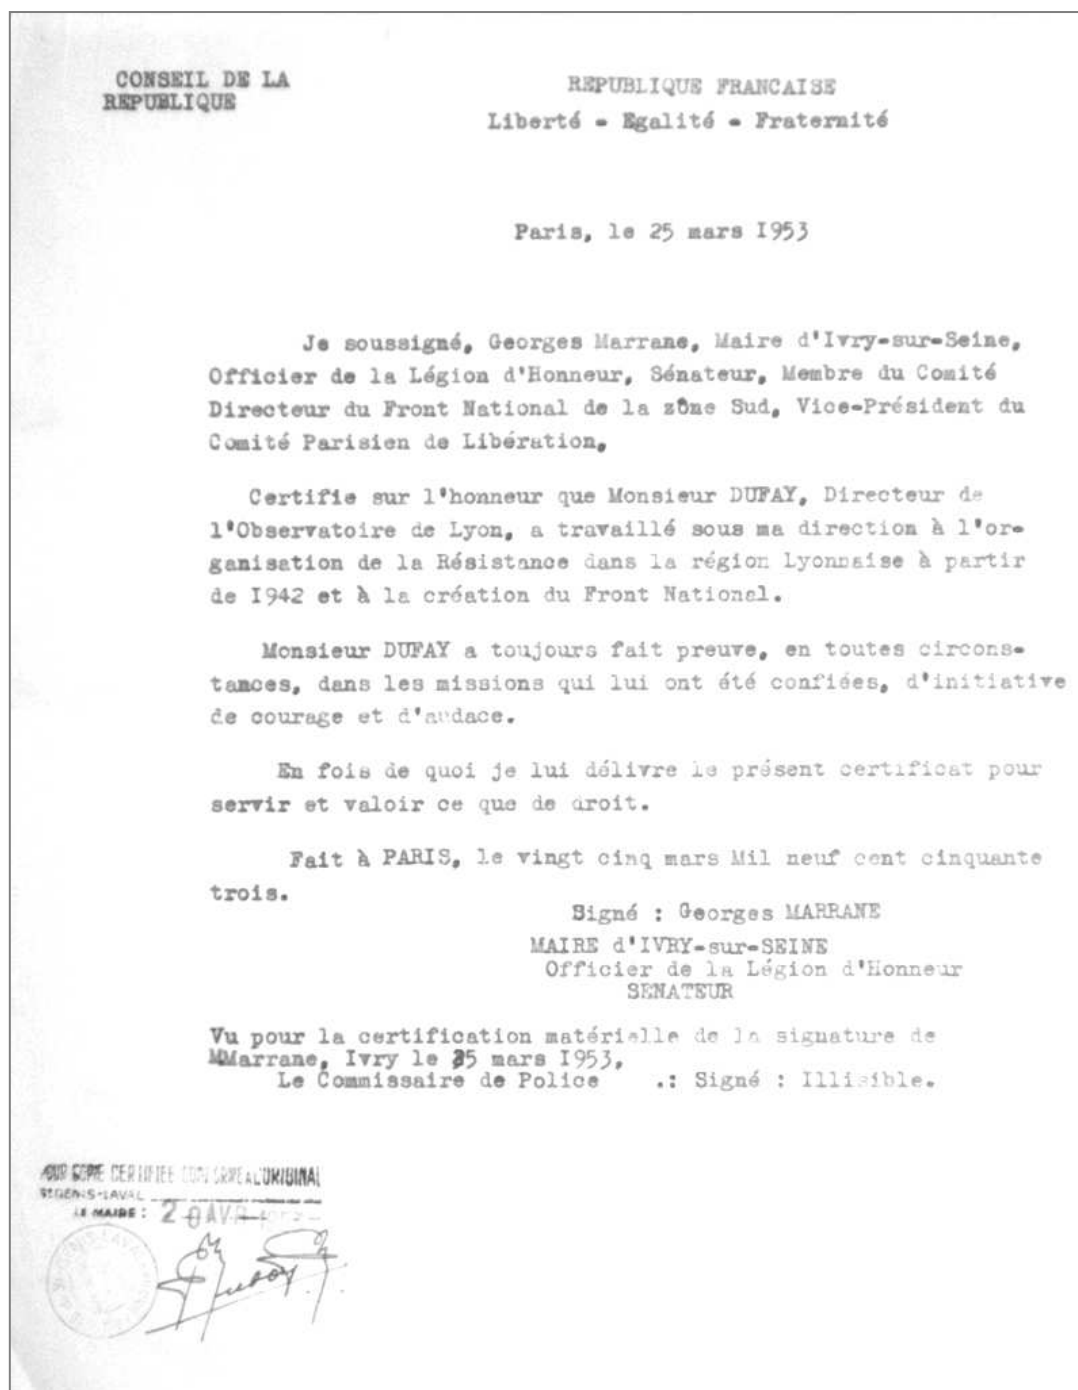 CONSEIL DE LA
REPUBLIQUE
REPUBLIQUE FRANCAISE
Liberté - Egalité - Fraternité
Paris, le 25 mars I953
Je soussigné, Georges Marrane, Maire d'Ivry-sur-Seine,
Officier de la Légion d'Honneur, Sénateur, Membre du Comité
Directeur du Front National de la zône Sud, Vice-Président du
Comité Parisien de Libération,
Certifie sur l'honneur que Monsieur DUFAY, Directeur de
l'Observatoire de Lyon, a travaillé sous ma direction à l'or-
ganisation de la Résistance dans la région Lyonnaise à partir
de I942 et à la création du Front National.
Monsieur DUFAY a toujours fait preuve, en toutes circons-
tances, dans les missions qui lui ont été confiées, d'initiative
de courage et d'audace.
En fois de quoi je lui délivre le présent certificat pour
servir et valoir ce que de droit.
Fait à PARIS, le vingt cinq mars Mil neuf cent cinquante
trois.
Signé : Georges MARRANE
MAIRE d'IVRY-sur-SEINE
Officier de la Légion d'Honneur
SENATEUR
Vu pour la certification matérielle de la signature de
MMarrane, Ivry le 25 mars I953,
Le Commissaire de Police .: Signé : Illisible.
POUR COPIE CERTIFIEE CONFORME A L'ORIGINAL
ST GENIS-LAVAL
LE MAIRE : 20 AVR